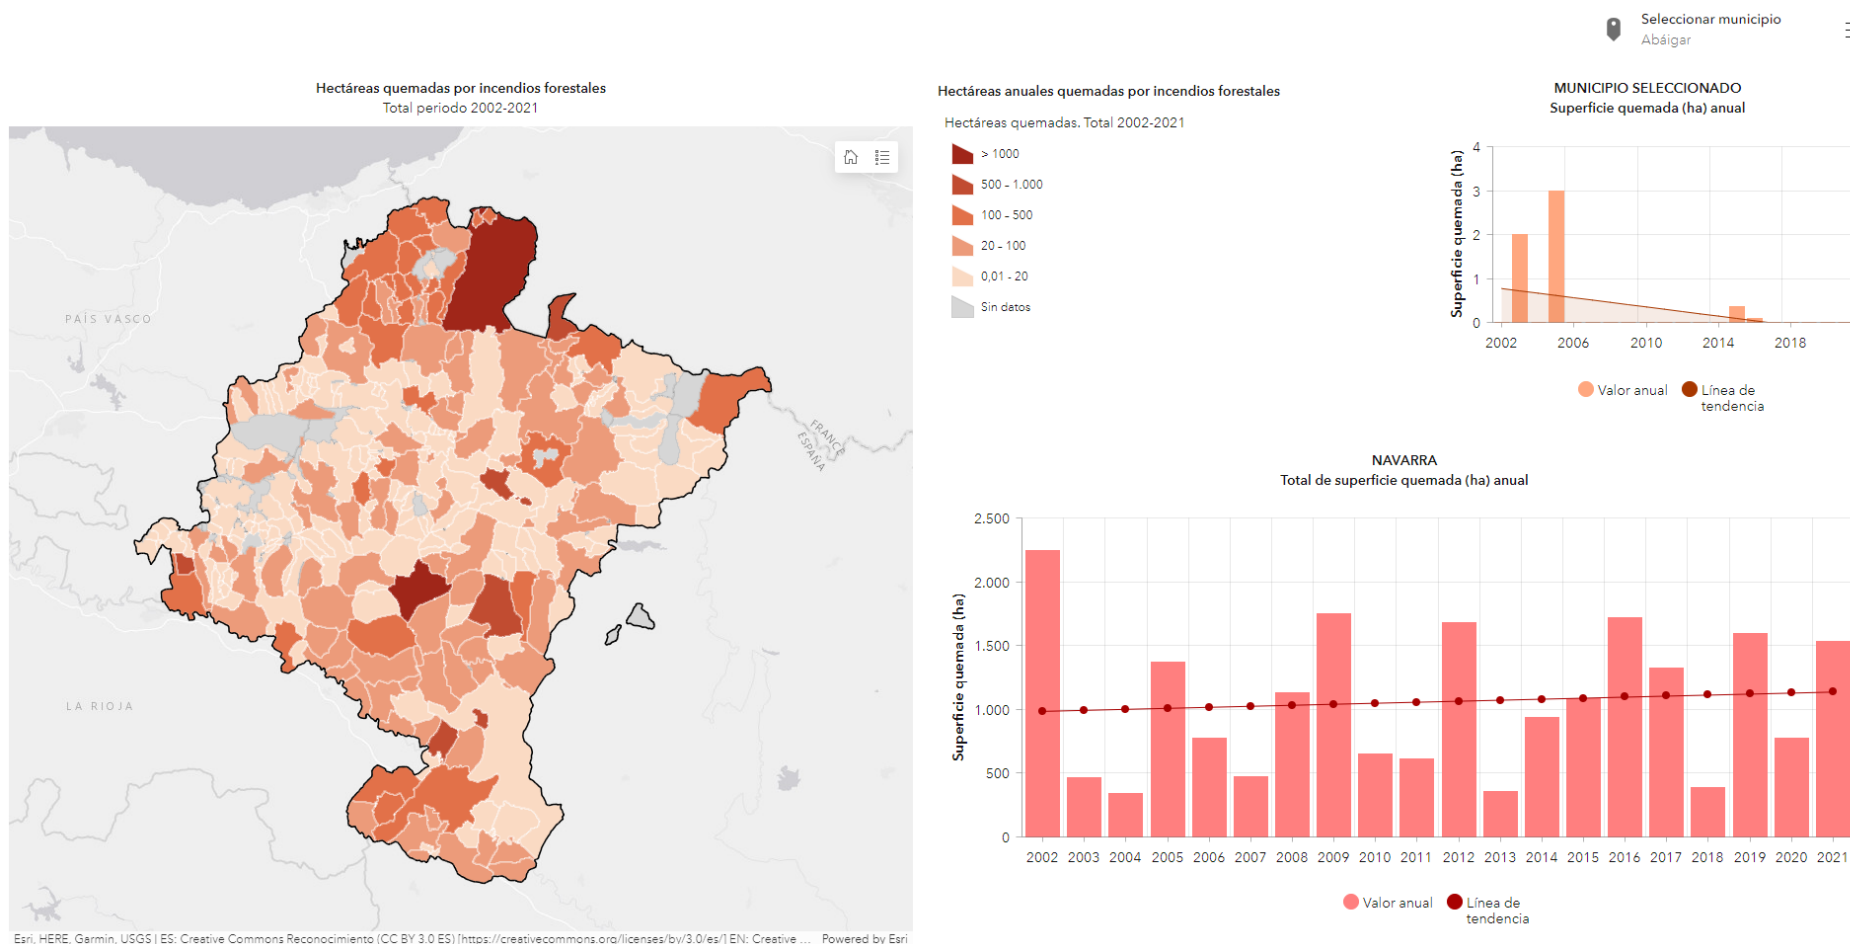 Seleccionar municipio
Abáigar
Hectáreas quemadas por incendios forestales
Total periodo 2002-2021
PAÍS VASCO
FRANCE
ESPAÑA
LA RIOJA
Esri, HERE, Garmin, USGS | ES: Creative Commons Reconocimiento (CC BY 3.0 ES) [https://creativecommons.org/licenses/by/3.0/es/] EN: Creative ...
Powered by Esri
Hectáreas anuales quemadas por incendios forestales
Hectáreas quemadas. Total 2002-2021
> 1000
500 - 1.000
100 - 500
20 - 100
0,01 - 20
Sin datos
MUNICIPIO SELECCIONADO
Superficie quemada (ha) anual
Superficie quemada (ha)
4
3
2
1
0
2002 2006 2010 2014 2018
Valor anual
Línea de
tendencia
NAVARRA
Total de superficie quemada (ha) anual
Superficie quemada (ha)
2.500
2.000
1.500
1.000
500
0
2002 2003 2004 2005 2006 2007 2008 2009 2010 2011 2012 2013 2014 2015 2016 2017 2018 2019 2020 2021
Valor anual
Línea de
tendencia